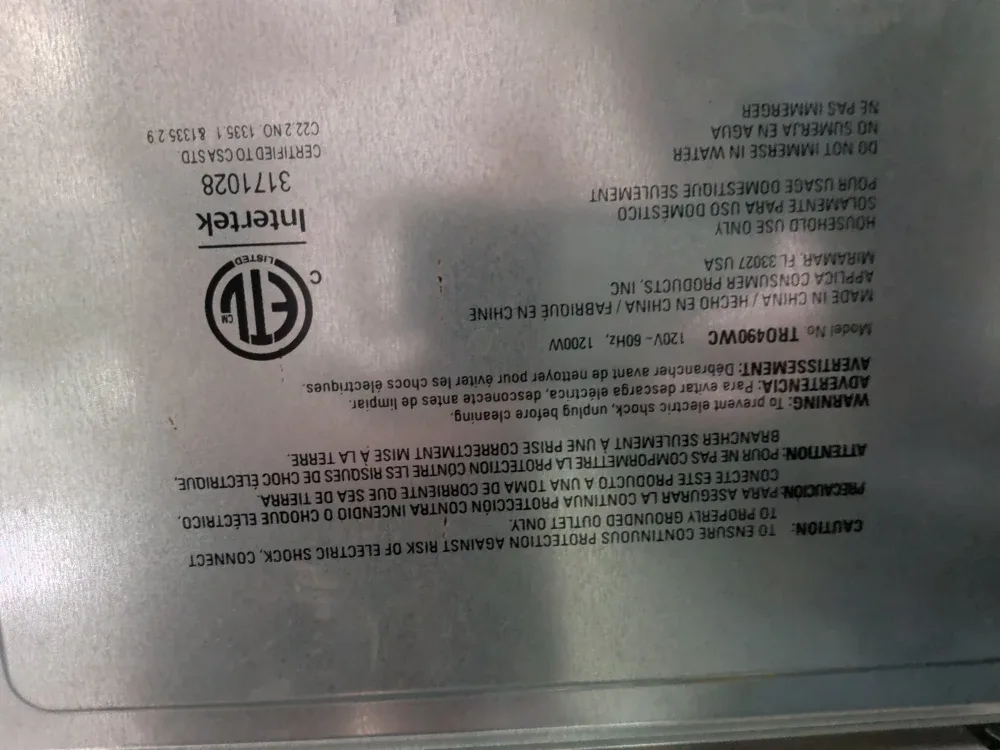 CAUTION: TO ENSURE CONTINUOUS PROTECTION AGAINST RISK OF ELECTRIC SHOCK, CONNECT
TO PROPERLY GROUNDED OUTLET ONLY.
PRECAUCIÓN: PARA ASEGURAR LA CONTINUA PROTECCIÓN CONTRA INCENDIO O CHOQUE ELÉCTRICO,
CONECTE ESTE PRODUCTO A UNA TOMA DE CORRIENTE QUE SEA DE TIERRA.
ATTENTION: POUR NE PAS COMPORMETTRE LA PROTECTION CONTRE LES RISQUES DE CHOC ÉLECTRIQUE,
BRANCHER SEULEMENT À UNE PRISE CORRECTMENT MISE À LA TERRE.
WARNING: To prevent electric shock, unplug before cleaning.
ADVERTENCIA: Para evitar descarga eléctrica, desconecte antes de limpiar.
AVERTISSEMENT: Débrancher avant de nettoyer pour éviter les chocs électriques.
Model No. TRO490WC 120V~ 60Hz, 1200W
MADE IN CHINA / HECHO EN CHINA / FABRIQUÉ EN CHINE
APPLICA CONSUMER PRODUCTS, INC
MIRAMAR, FL 33027 USA
HOUSEHOLD USE ONLY
SOLAMENTE PARA USO DOMÉSTICO
POUR USAGE DOMESTIQUE SEULEMENT
DO NOT IMMERSE IN WATER
NO SUMERJA EN AGUA
NE PAS IMMERGER
C ETL CM
LISTED
Intertek
3171028
CERTIFIED TO CSA STD.
C22.2 NO. 1335.1 & 1335.2.9